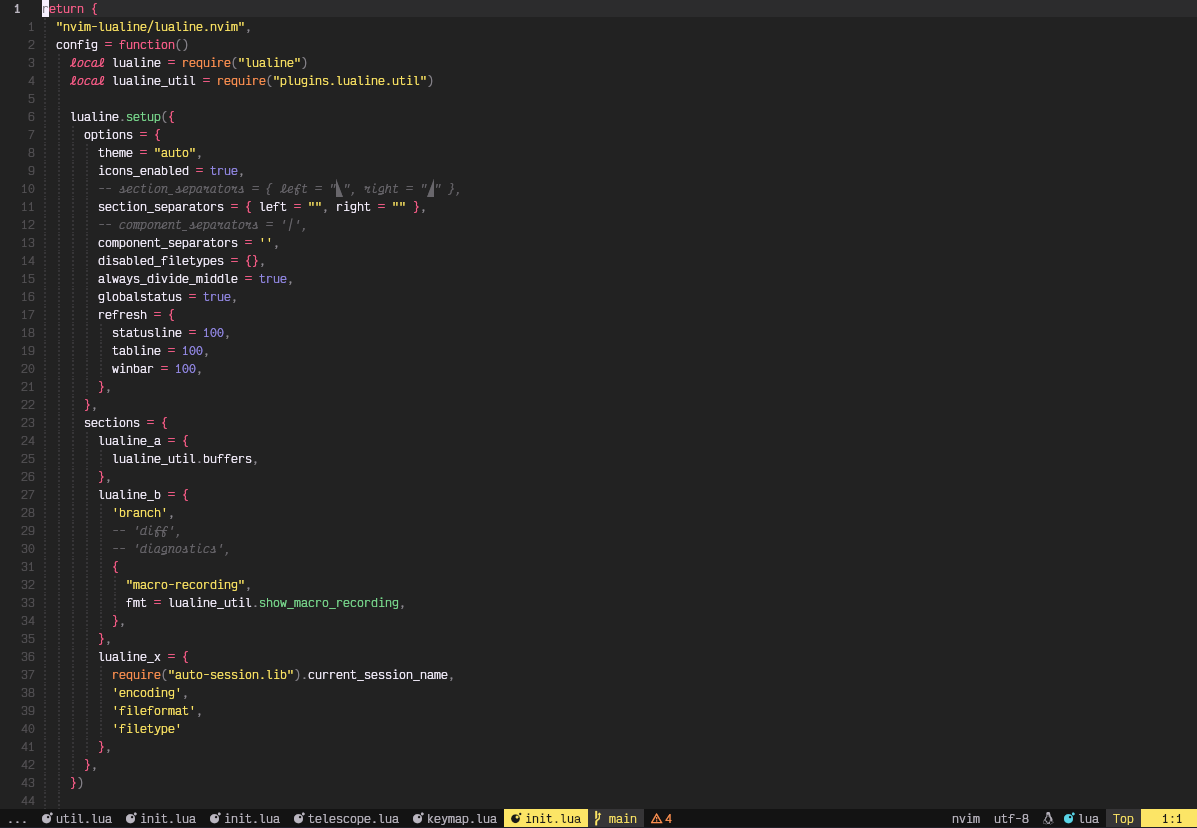 1 return {
1 "nvim-lualine/lualine.nvim",
2 config = function()
3 local lualine = require("lualine")
4 local lualine_util = require("plugins.lualine.util")
5
6 lualine.setup({
7 options = {
8 theme = "auto",
9 icons_enabled = true,
10 -- section_separators = { left = "", right = "" },
11 section_separators = { left = "", right = "" },
12 -- component_separators = '|',
13 component_separators = '',
14 disabled_filetypes = {},
15 always_divide_middle = true,
16 globalstatus = true,
17 refresh = {
18 statusline = 100,
19 tabline = 100,
20 winbar = 100,
21 },
22 },
23 sections = {
24 lualine_a = {
25 lualine_util.buffers,
26 },
27 lualine_b = {
28 'branch',
29 -- 'diff',
30 -- 'diagnostics',
31 {
32 "macro-recording",
33 fmt = lualine_util.show_macro_recording,
34 },
35 },
36 lualine_x = {
37 require("auto-session.lib").current_session_name,
38 'encoding',
39 'fileformat',
40 'filetype'
41 },
42 },
43 })
44
... util.lua init.lua init.lua telescope.lua keymap.lua init.lua main 4 nvim utf-8 lua Top 1:1